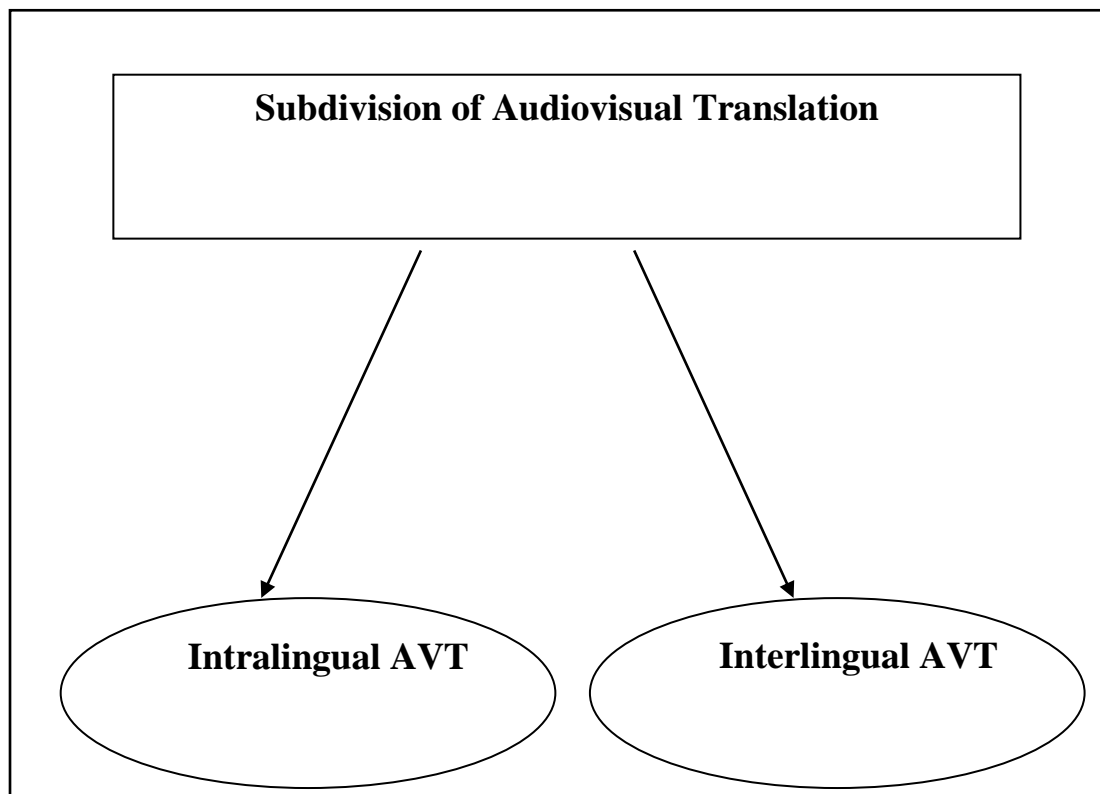 Subdivision of Audiovisual Translation
Intralingual AVT
Interlingual AVT